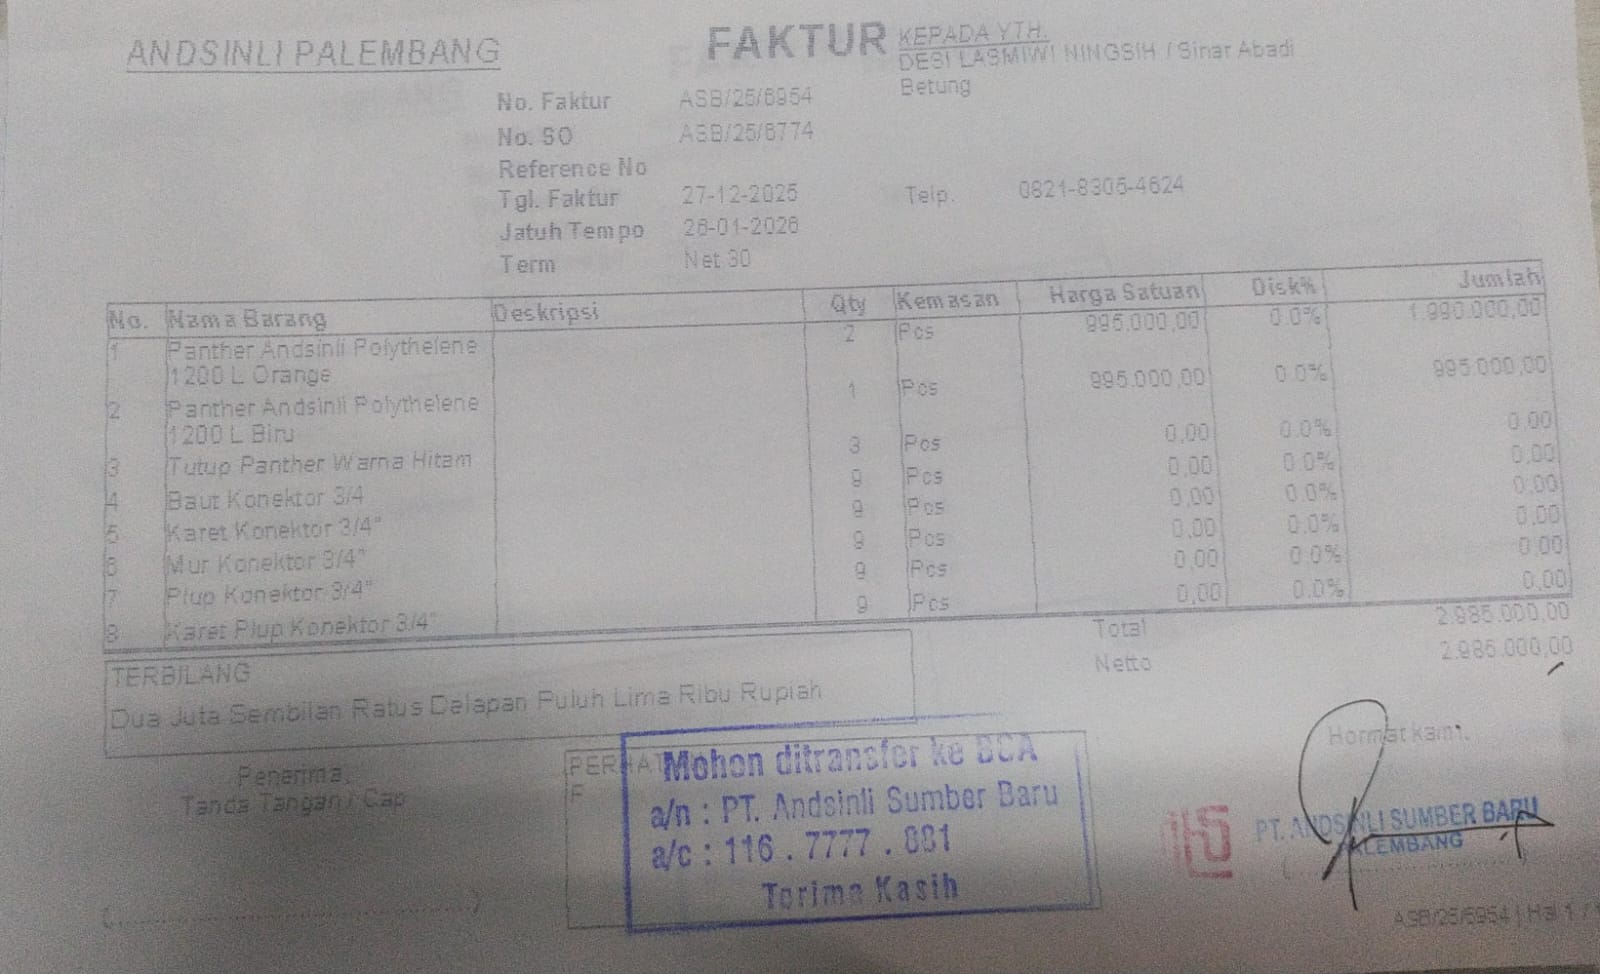 ANDSINLI PALEMBANG
FAKTUR
KEPADA YTH.
DESI LASMIWI NINGSIH / Sinar Abadi
Betung
No. Faktur ASB/25/6954
No. SO ASB/25/6774
Reference No
Tgl. Faktur 27-12-2025
Telp. 0821-8305-4624
Jatuh Tempo 26-01-2026
Term Net 30
No. Nama Barang Deskripsi Qty Kemasan Harga Satuan Disk% Jumlah
1 Panther Andsinli Polythelene 2 Pcs 995.000,00 0.0% 1.990.000,00
1200 L Orange
2 Panther Andsinli Polythelene 1 Pcs 995.000,00 0.0% 995.000,00
1200 L Biru
3 Tutup Panther Warna Hitam 3 Pcs 0,00 0.0% 0,00
4 Baut Konektor 3/4 9 Pcs 0,00 0.0% 0,00
5 Karet Konektor 3/4" 9 Pcs 0,00 0.0% 0,00
6 Mur Konektor 3/4" 9 Pcs 0,00 0.0% 0,00
7 Plup Konektor 3/4" 9 Pcs 0,00 0.0% 0,00
8 Karet Plup Konektor 3/4" 9 Pcs 0,00 0.0% 0,00
Total 2.985.000,00
Netto 2.985.000,00
TERBILANG
Dua Juta Sembilan Ratus Delapan Puluh Lima Ribu Rupiah
Penerima,
Tanda Tangan / Cap
Mohon ditransfer ke BCA
a/n : PT. Andsinli Sumber Baru
a/c : 116 . 7777 . 881
Terima Kasih
Hormat kami,
PT. ANDSINLI SUMBER BARU
PALEMBANG
ASB/25/6954 | Hal 1 /